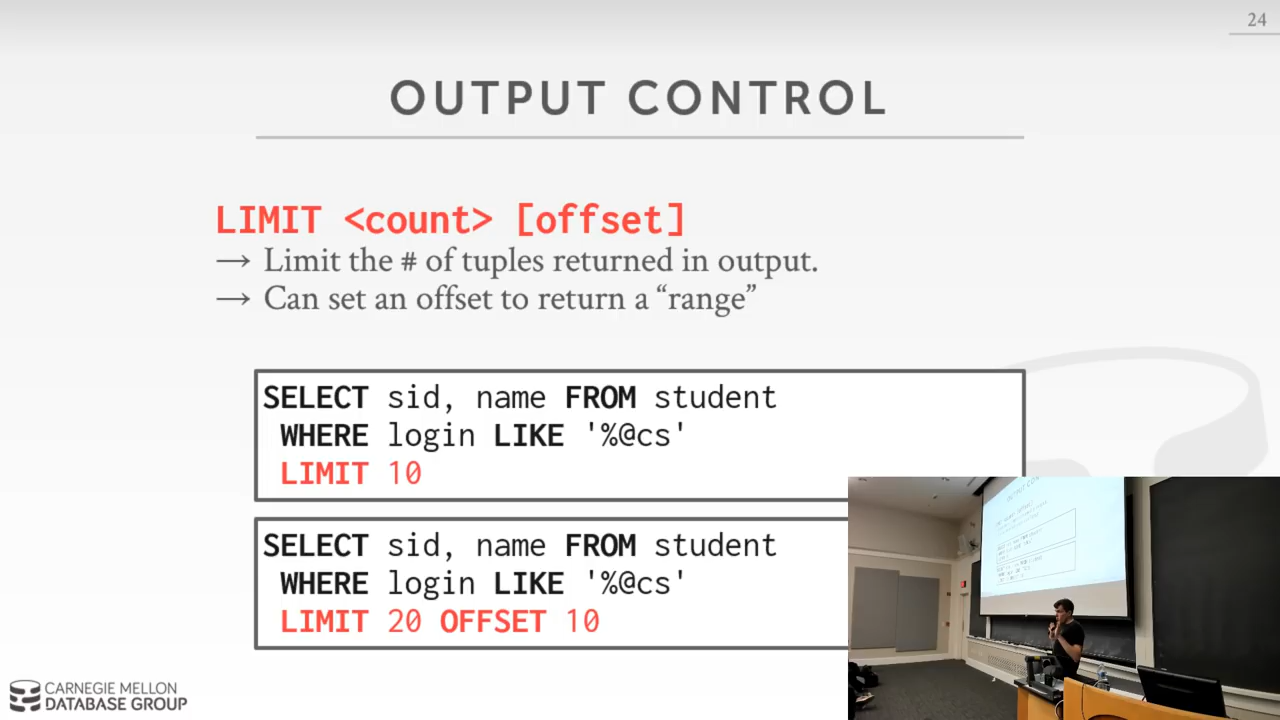 24
OUTPUT CONTROL
LIMIT <count> [offset]
→ Limit the # of tuples returned in output.
→ Can set an offset to return a “range”
SELECT sid, name FROM student
WHERE login LIKE '%@cs'
LIMIT 10
SELECT sid, name FROM student
WHERE login LIKE '%@cs'
LIMIT 20 OFFSET 10
CARNEGIE MELLON
DATABASE GROUP